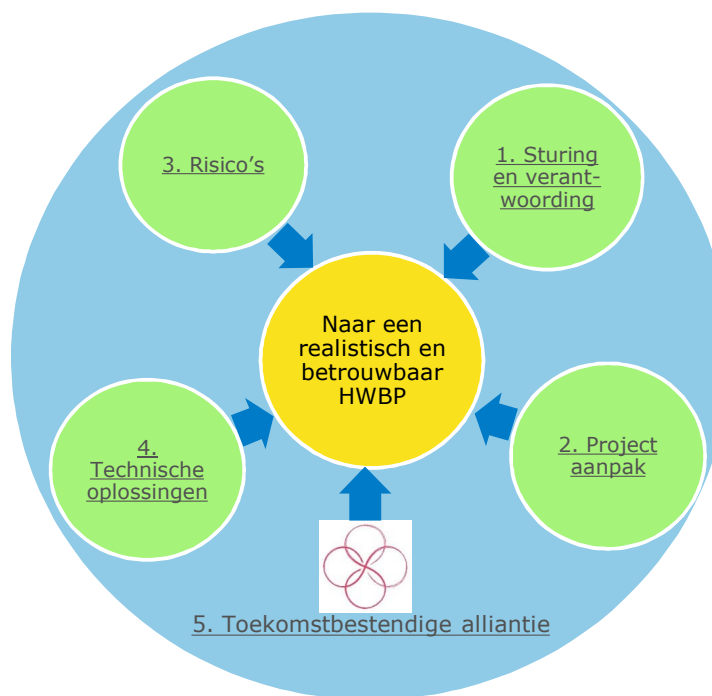 3. Risico's
1. Sturing
en verant-
woording
Naar een
realistisch en
betrouwbaar
HWBP
4.
Technische
oplossingen
2. Project
aanpak
5. Toekomstbestendige alliantie